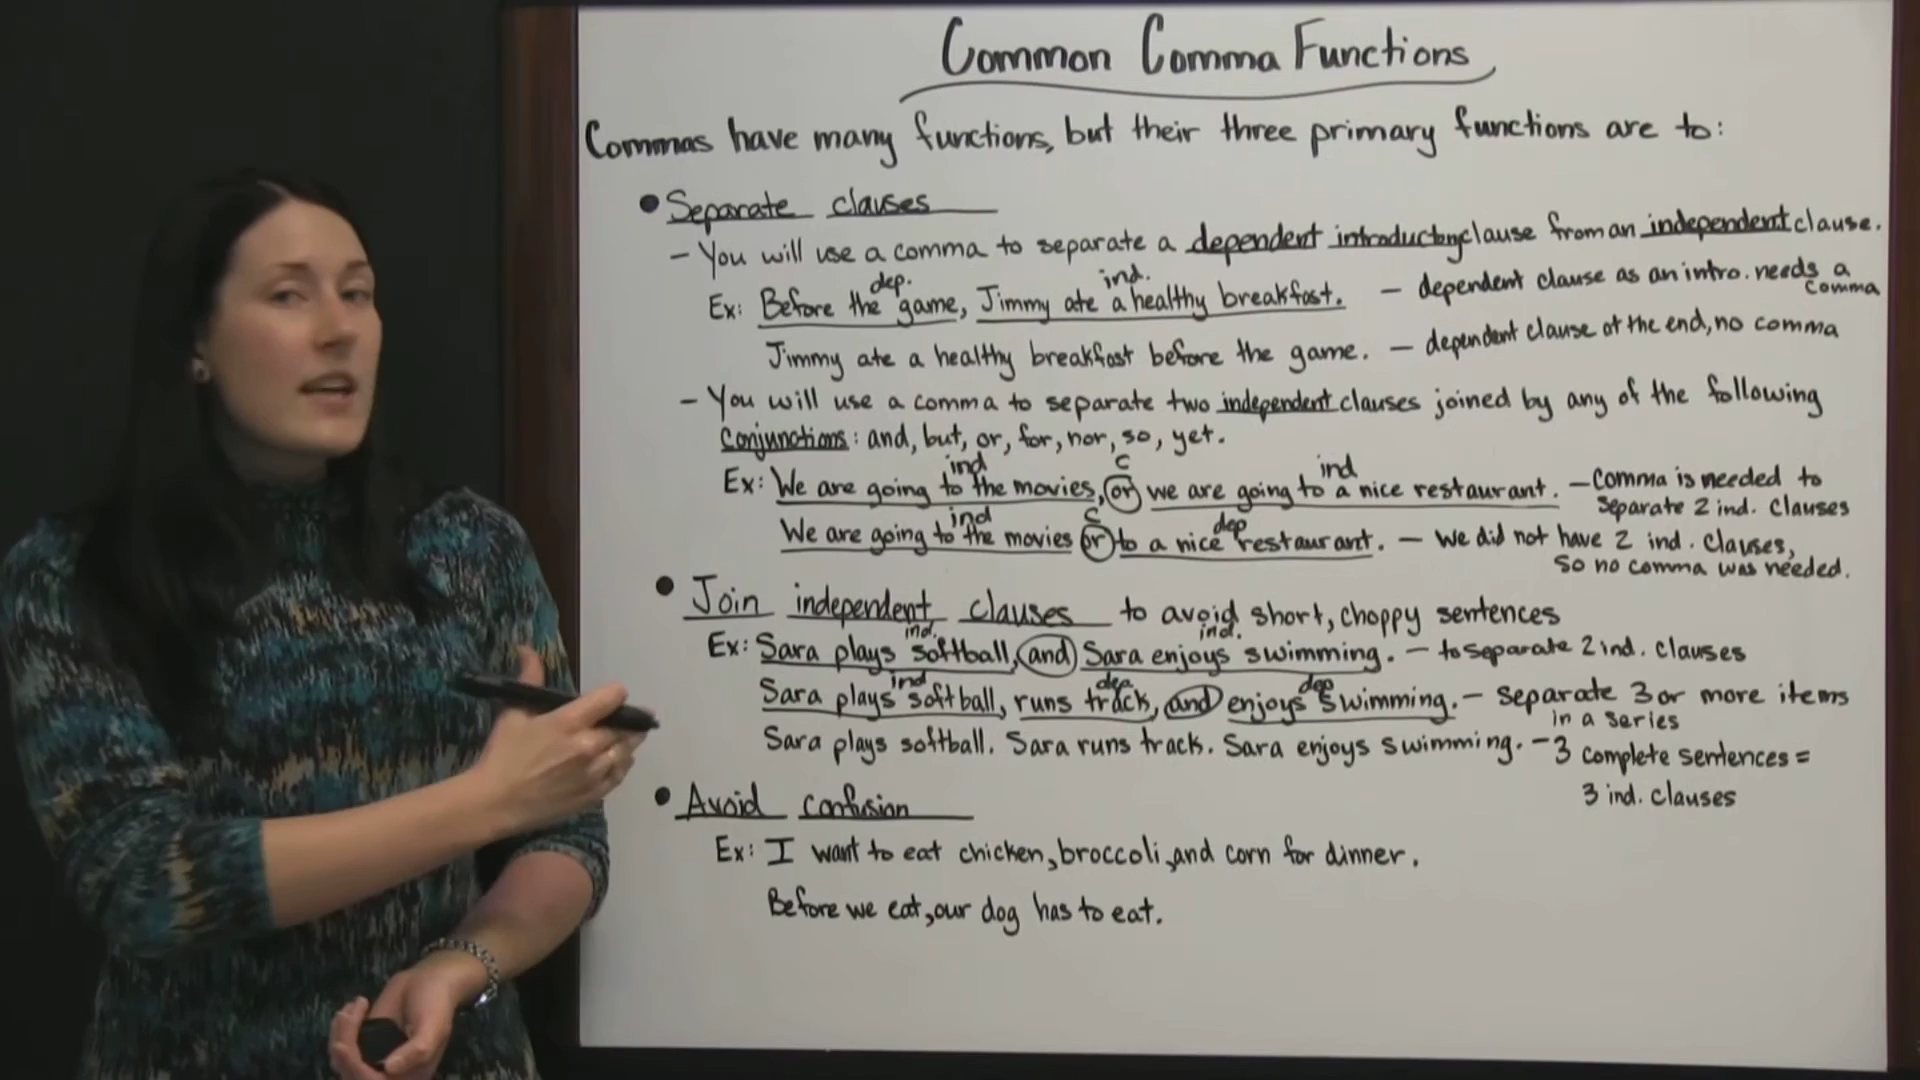 Common Comma Functions
Commas have many functions, but their three primary functions are to:
• Separate clauses
- You will use a comma to separate a dependent introductory clause from an independent clause.
dep. ind.
Ex: Before the game, Jimmy ate a healthy breakfast. - dependent clause as an intro. needs a
comma
Jimmy ate a healthy breakfast before the game. - dependent clause at the end, no comma
- You will use a comma to separate two independent clauses joined by any of the following
conjunctions: and, but, or, for, nor, so, yet.
ind C ind
Ex: We are going to the movies, or we are going to a nice restaurant. - Comma is needed to
separate 2 ind. clauses
ind C dep
We are going to the movies or to a nice restaurant. - We did not have 2 ind. clauses,
so no comma was needed.
• Join independent clauses to avoid short, choppy sentences
ind. ind.
Ex: Sara plays softball, and Sara enjoys swimming. - to separate 2 ind. clauses
ind dep dep
Sara plays softball, runs track, and enjoys swimming. - separate 3 or more items
in a series
Sara plays softball. Sara runs track. Sara enjoys swimming. - 3 complete sentences =
3 ind. clauses
• Avoid confusion
Ex: I want to eat chicken, broccoli, and corn for dinner.
Before we eat, our dog has to eat.